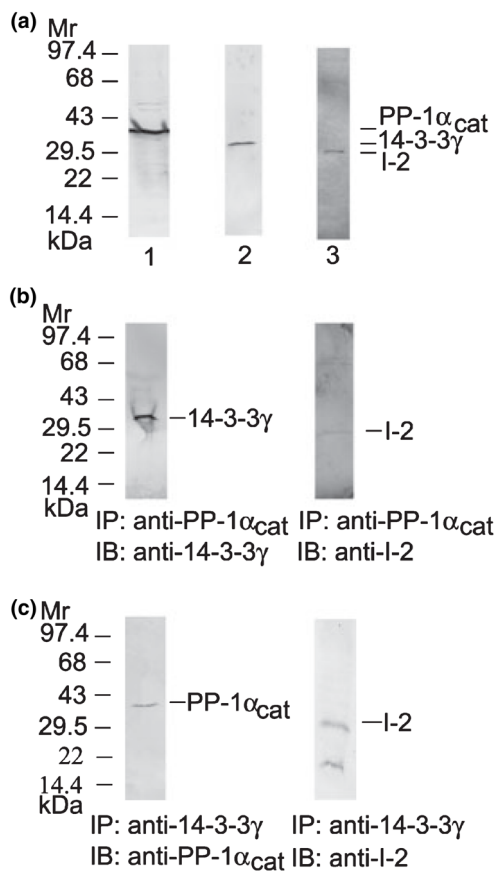 (a) Mr
97.4
68
43
29.5
22
14.4
kDa
PP-1αcat
14-3-3γ
I-2
1 2 3
(b) Mr
97.4
68
43
29.5
22
14.4
kDa
14-3-3γ
I-2
IP: anti-PP-1αcat IP: anti-PP-1αcat
IB: anti-14-3-3γ IB: anti-I-2
(c) Mr
97.4
68
43
29.5
22
14.4
kDa
PP-1αcat
I-2
IP: anti-14-3-3γ IP: anti-14-3-3γ
IB: anti-PP-1αcat IB: anti-I-2